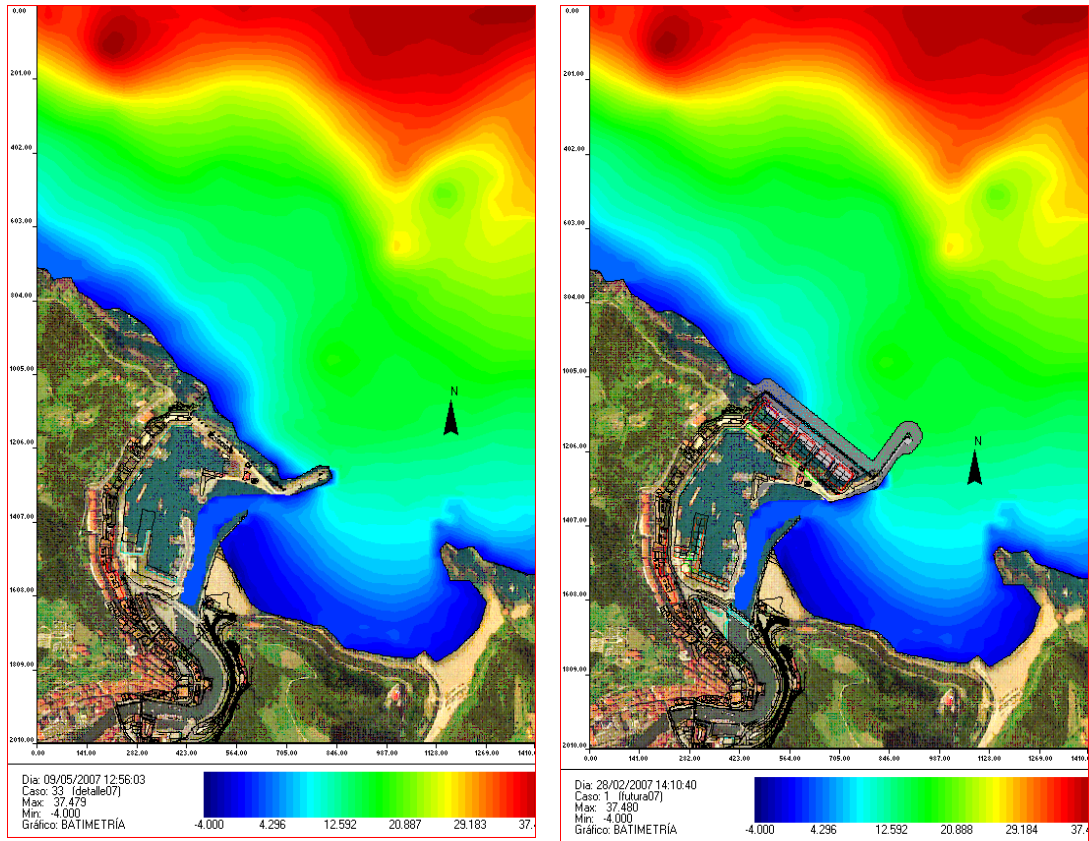 0.00
201.00
402.00
603.00
804.00
1005.00
1206.00
1407.00
1608.00
1809.00
2010.00
0.00 141.00 282.00 423.00 564.00 705.00 846.00 987.00 1128.00 1269.00 1410.
N
Dia: 09/05/2007 12:56:03
Caso: 33 (detalle07)
Max: 37.479
Min: -4.000
Gráfico: BATIMETRÍA
-4.000 4.296 12.592 20.887 29.183 37.4
0.00
201.00
402.00
603.00
804.00
1005.00
1206.00
1407.00
1608.00
1809.00
2010.00
0.00 141.00 282.00 423.00 564.00 705.00 846.00 987.00 1128.00 1269.00 1410.
N
Dia: 28/02/2007 14:10:40
Caso: 1 (futura07)
Max: 37.480
Min: -4.000
Gráfico: BATIMETRÍA
-4.000 4.296 12.592 20.888 29.184 37.4